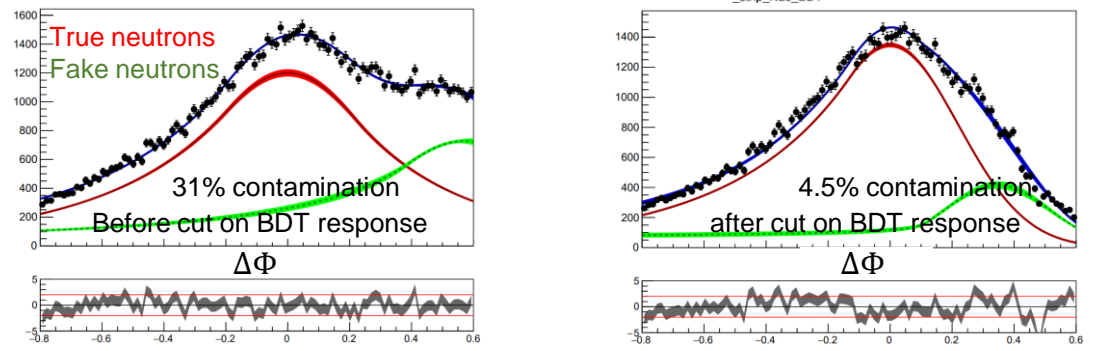 True neutrons
Fake neutrons
31% contamination
Before cut on BDT response
1600
1400
1200
1000
800
600
400
200
0
ΔΦ
5
0
−5
−0.8 −0.6 −0.4 −0.2 0 0.2 0.4 0.6
4.5% contamination
after cut on BDT response
1400
1200
1000
800
600
400
200
0
ΔΦ
5
0
−5
−0.8 −0.6 −0.4 −0.2 0 0.2 0.4 0.6